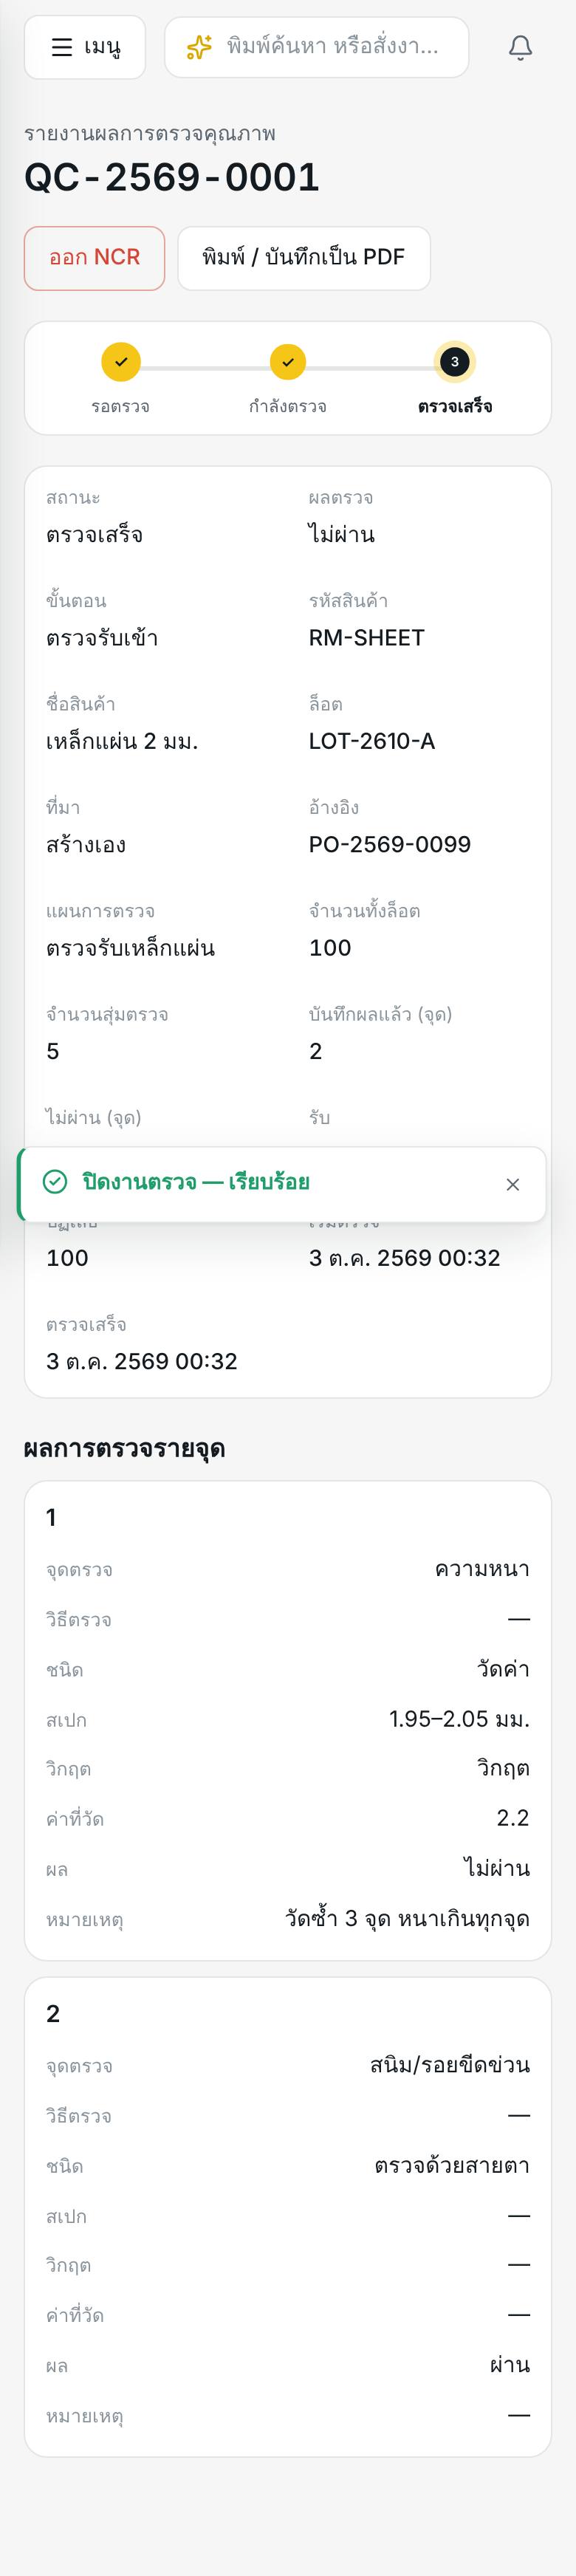 เมนู
พิมพ์ค้นหา หรือสั่งงา...
รายงานผลการตรวจคุณภาพ
QC-2569-0001
ออก NCR
พิมพ์ / บันทึกเป็น PDF
3
รอตรวจ
กำลังตรวจ
ตรวจเสร็จ
สถานะ
ผลตรวจ
ตรวจเสร็จ
ไม่ผ่าน
ขั้นตอน
รหัสสินค้า
ตรวจรับเข้า
RM-SHEET
ชื่อสินค้า
ล็อต
เหล็กแผ่น 2 มม.
LOT-2610-A
ที่มา
อ้างอิง
สร้างเอง
PO-2569-0099
แผนการตรวจ
จำนวนทั้งล็อต
ตรวจรับเหล็กแผ่น
100
จำนวนสุ่มตรวจ
บันทึกผลแล้ว (จุด)
5
2
ไม่ผ่าน (จุด)
รับ
ปิดงานตรวจ — เรียบร้อย
100
3 ต.ค. 2569 00:32
ตรวจเสร็จ
3 ต.ค. 2569 00:32
ผลการตรวจรายจุด
1
จุดตรวจ ความหนา
วิธีตรวจ —
ชนิด วัดค่า
สเปก 1.95–2.05 มม.
วิกฤต วิกฤต
ค่าที่วัด 2.2
ผล ไม่ผ่าน
หมายเหตุ วัดซ้ำ 3 จุด หนาเกินทุกจุด
2
จุดตรวจ สนิม/รอยขีดข่วน
วิธีตรวจ —
ชนิด ตรวจด้วยสายตา
สเปก —
วิกฤต —
ค่าที่วัด —
ผล ผ่าน
หมายเหตุ —